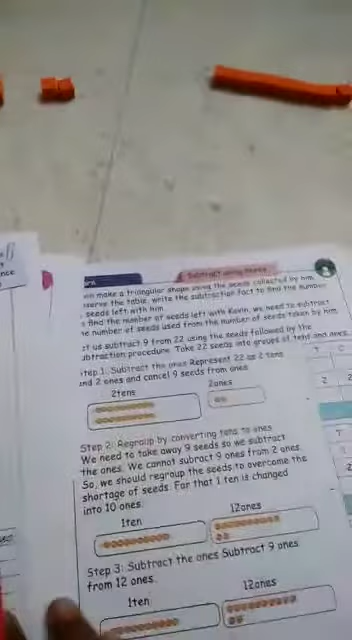 Subtract using
make a triangular shape using the seeds collected by him.
serve the table, write the subtraction fact to find the number
seeds left with him.
find the number of seeds left with Kavin, we need to subtract
number of seeds used from the number of seeds taken by him.
us subtract 9 from 22 using the seeds followed by the
subtraction procedure. Take 22 seeds into groups of tens and ones.
Step 1: Subtract the ones Represent 22 as 2 tens
and 2 ones and cancel 9 seeds from ones
2tens 2ones
Step 2: Regroup by converting tens to ones
We need to take away 9 seeds so we subtract
the ones. We cannot subtract 9 ones from 2 ones.
So, we should regroup the seeds to overcome the
shortage of seeds. For that 1 ten is changed
into 10 ones.
1ten 12ones
Step 3: Subtract the ones Subtract 9 ones
from 12 ones.
1ten 12ones
T
2 2
T